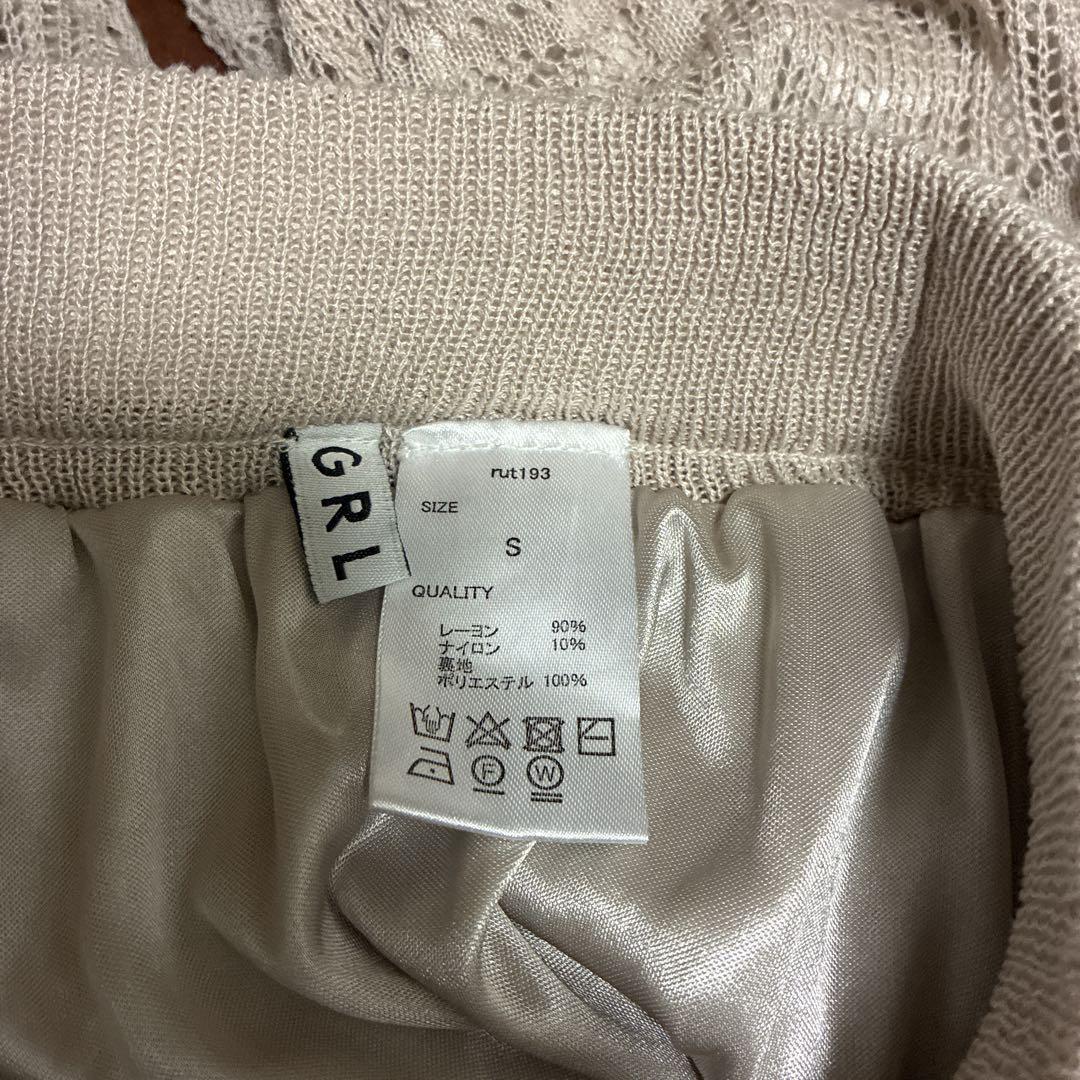 GRL
rut193
SIZE
S
QUALITY
レーヨン 90%
ナイロン 10%
裏地
ポリエステル 100%
F W